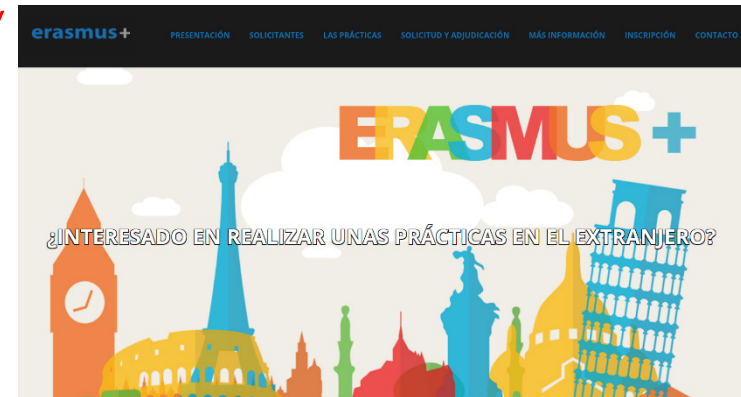 erasmus+
PRESENTACIÓN SOLICITANTES LAS PRÁCTICAS SOLICITUD Y ADJUDICACIÓN MÁS INFORMACIÓN INSCRIPCIÓN CONTACTO
ERASMUS +
¿INTERESADO EN REALIZAR UNAS PRÁCTICAS EN EL EXTRANJERO?